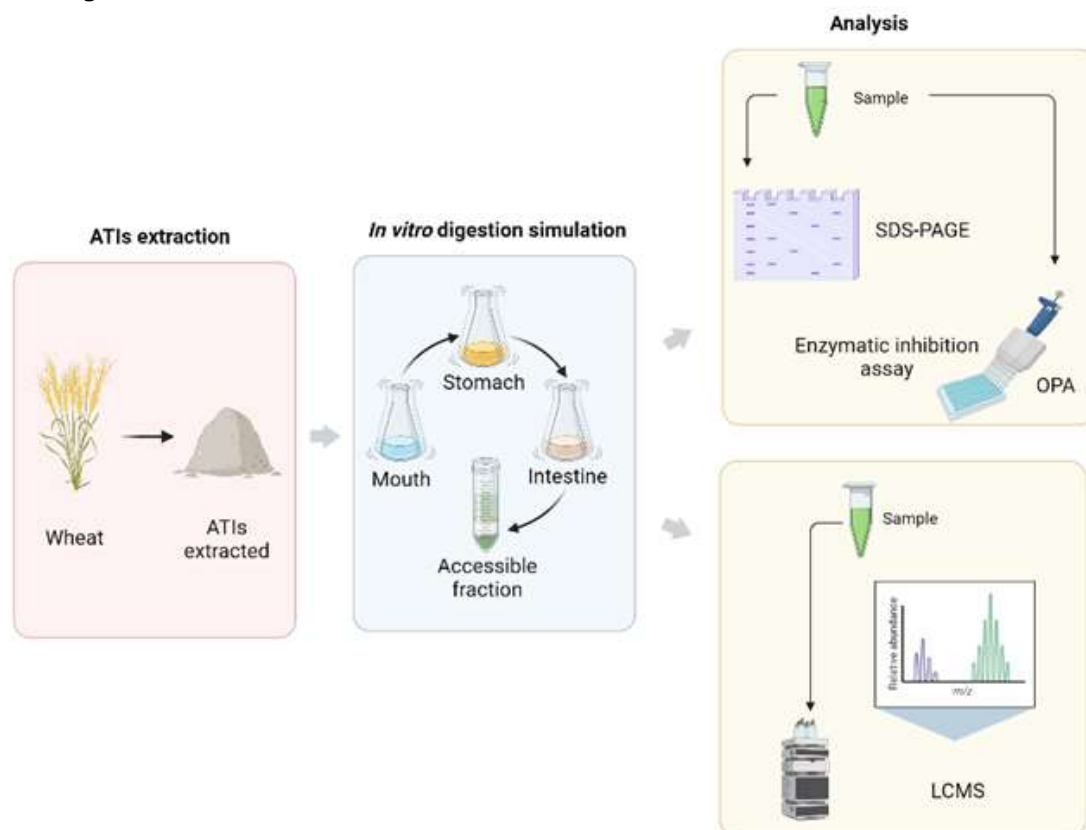 Analysis
Sample
SDS-PAGE
Enzymatic inhibition
assay
OPA
ATIs extraction
Wheat
ATIs
extracted
In vitro digestion simulation
Stomach
Mouth
Intestine
Accessible
fraction
Sample
Relative abundance
m/z
LCMS